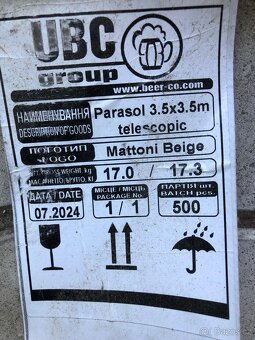 UBC
group
www.beer-co.com
НАЙМЕНУВАННЯ
DESCRIPTION OF GOODS
Parasol 3.5x3.5m
telescopic
ЛОГОТИП
LOGO
Mattoni Beige
17.0 / 17.3
ДАТА / DATE
07.2024
МІСЦЕ / МІСЦЬ
PACKAGE No.
1 / 1
ПАРТІЯ шт.
BATCH pcs.
500